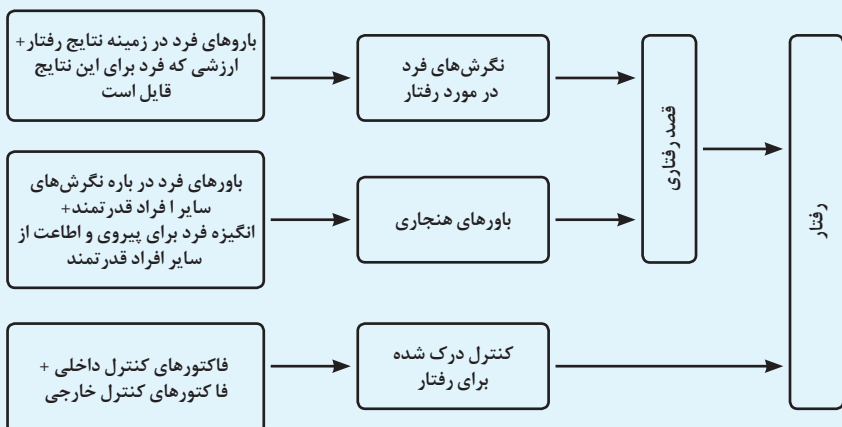 باروهای فرد در زمینه نتایج رفتار+
ارزشی که فرد برای این نتایج
قایل است
نگرش‌های فرد
در مورد رفتار
قصد رفتاری
رفتار
باورهای فرد در باره نگرش‌های
سایر ا فراد قدرتمند+
انگیزه فرد برای پیروی و اطاعت از
سایر افراد قدرتمند
باورهای هنجاری
فاکتورهای کنترل داخلی +
فا کتورهای کنترل خارجی
کنترل درک شده
برای رفتار